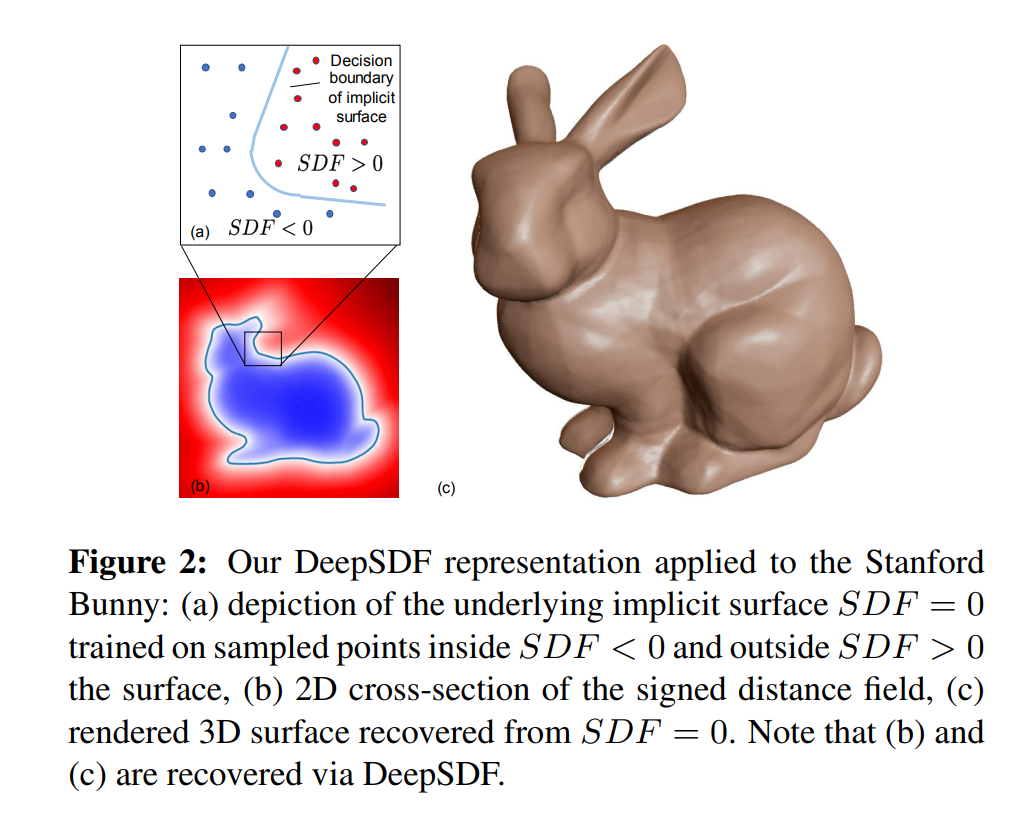 Decision
boundary
of implicit
surface
SDF > 0
(a) SDF < 0
(b)
(c)
Figure 2: Our DeepSDF representation applied to the Stanford
Bunny: (a) depiction of the underlying implicit surface SDF = 0
trained on sampled points inside SDF < 0 and outside SDF > 0
the surface, (b) 2D cross-section of the signed distance field, (c)
rendered 3D surface recovered from SDF = 0. Note that (b) and
(c) are recovered via DeepSDF.